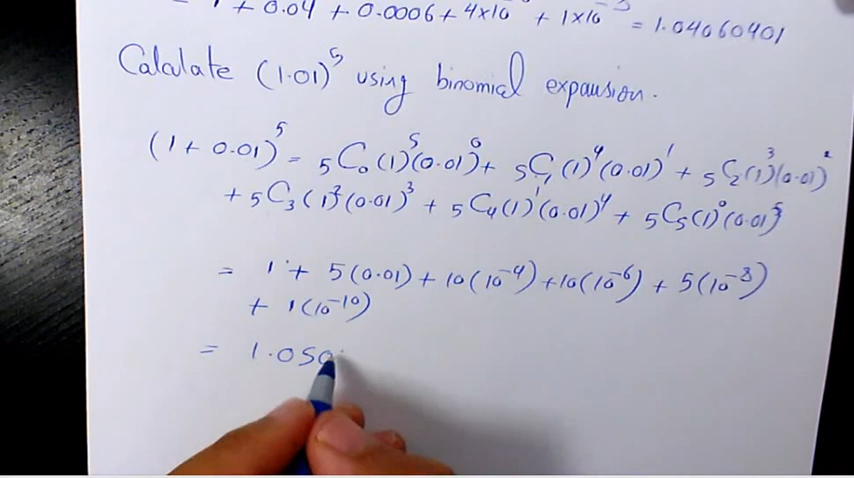 1 + 0.04 + 0.0006 + 4×10 + 1×10 = 1.04060401
Calculate (1.01)⁵ using binomial expansion.
(1 + 0.01)⁵ = ₅C₀(1)⁵(0.01)⁰ + ₅C₁(1)⁴(0.01)¹ + ₅C₂(1)³(0.01)²
+ ₅C₃(1)²(0.01)³ + ₅C₄(1)¹(0.01)⁴ + ₅C₅(1)⁰(0.01)⁵
= 1 + 5(0.01) + 10(10⁻⁴) + 10(10⁻⁶) + 5(10⁻⁸)
+ 1(10⁻¹⁰)
= 1.050